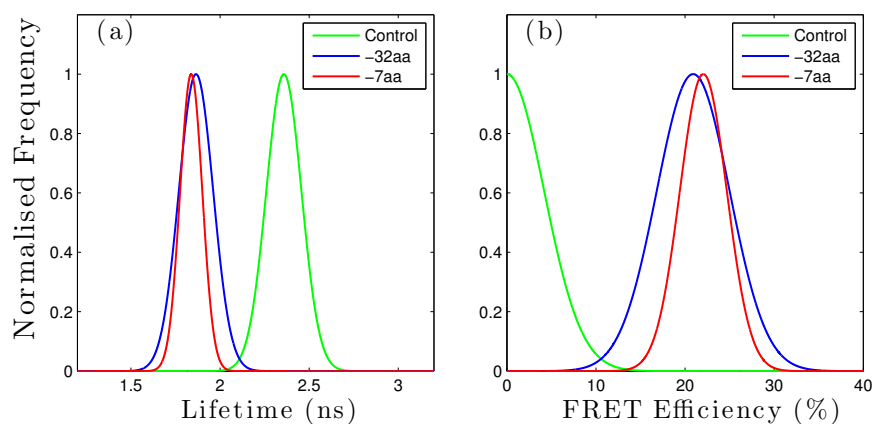 (a)
Control
−32aa
−7aa
Normalised Frequency
1
0.8
0.6
0.4
0.2
0
1.5 2 2.5 3
Lifetime (ns)
(b)
Control
−32aa
−7aa
1
0.8
0.6
0.4
0.2
0
0 10 20 30 40
FRET Efficiency (%)